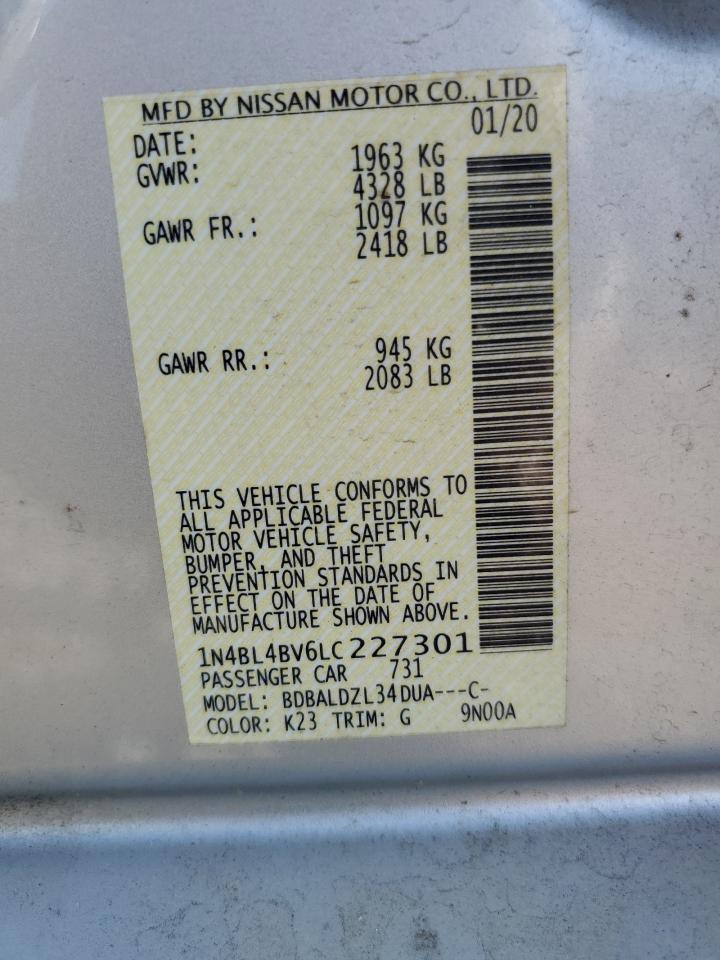 MFD BY NISSAN MOTOR CO., LTD.
DATE: 01/20
GVWR: 1963 KG
4328 LB
GAWR FR.: 1097 KG
2418 LB
GAWR RR.: 945 KG
2083 LB
THIS VEHICLE CONFORMS TO
ALL APPLICABLE FEDERAL
MOTOR VEHICLE SAFETY,
BUMPER, AND THEFT
PREVENTION STANDARDS IN
EFFECT ON THE DATE OF
MANUFACTURE SHOWN ABOVE.
1N4BL4BV6LC227301
PASSENGER CAR 731
MODEL: BDBALDZL34DUA---C-
COLOR: K23 TRIM: G 9N00A